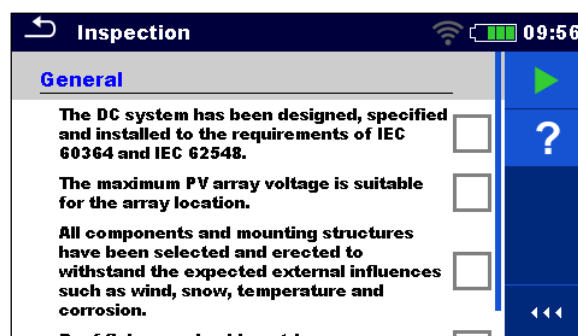 Inspection
09:56
General
The DC system has been designed, specified
and installed to the requirements of IEC
60364 and IEC 62548.
The maximum PV array voltage is suitable
for the array location.
All components and mounting structures
have been selected and erected to
withstand the expected external influences
such as wind, snow, temperature and
corrosion.
?